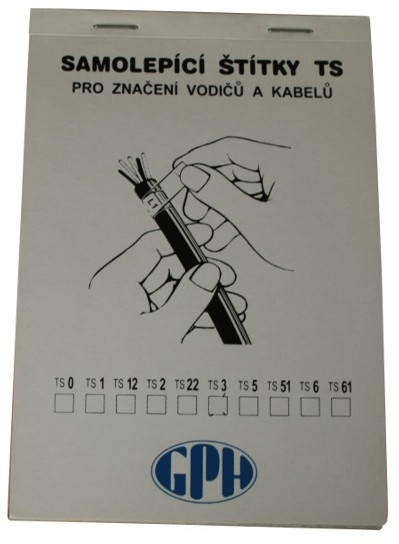 SAMOLEPÍCÍ ŠTÍTKY TS
PRO ZNAČENÍ VODIČŮ A KABELŮ
L1
TS 0 TS 1 TS 12 TS 2 TS 22 TS 3 TS 5 TS 51 TS 6 TS 61
GPH